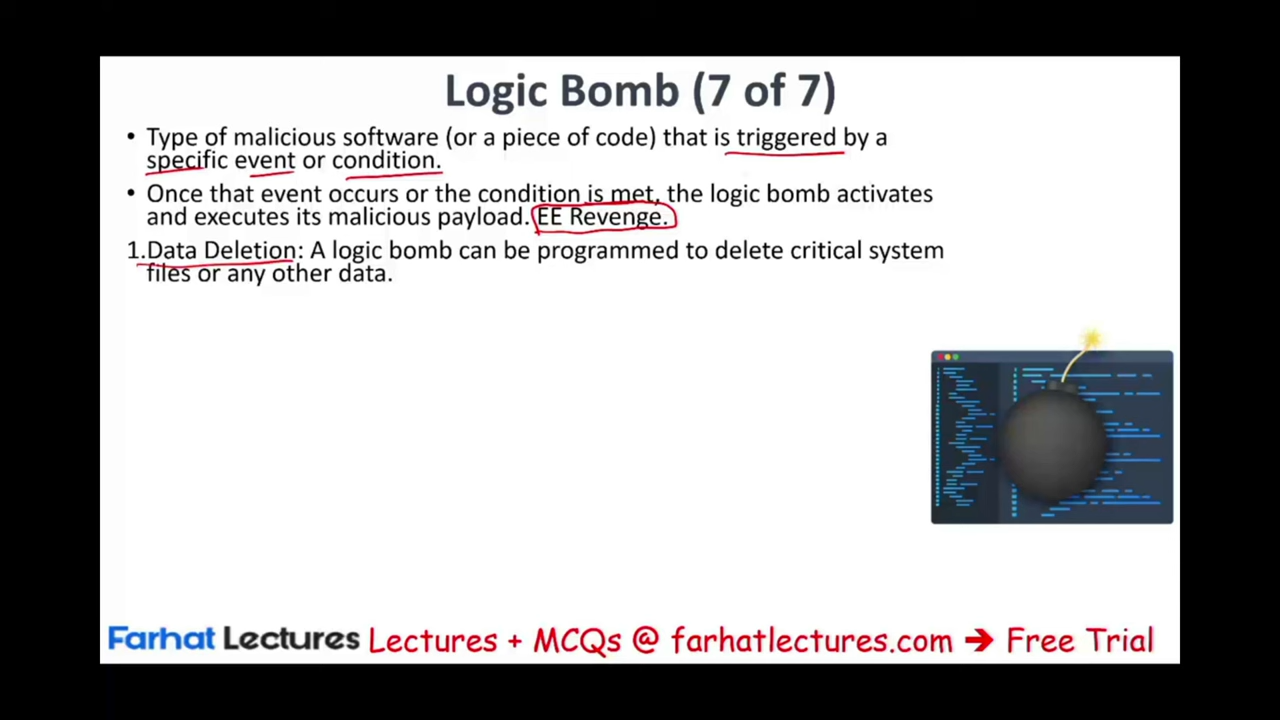 Logic Bomb (7 of 7)
• Type of malicious software (or a piece of code) that is triggered by a
specific event or condition.
• Once that event occurs or the condition is met, the logic bomb activates
and executes its malicious payload. EE Revenge.
1.Data Deletion: A logic bomb can be programmed to delete critical system
files or any other data.
Farhat Lectures Lectures + MCQs @ farhatlectures.com ➔ Free Trial